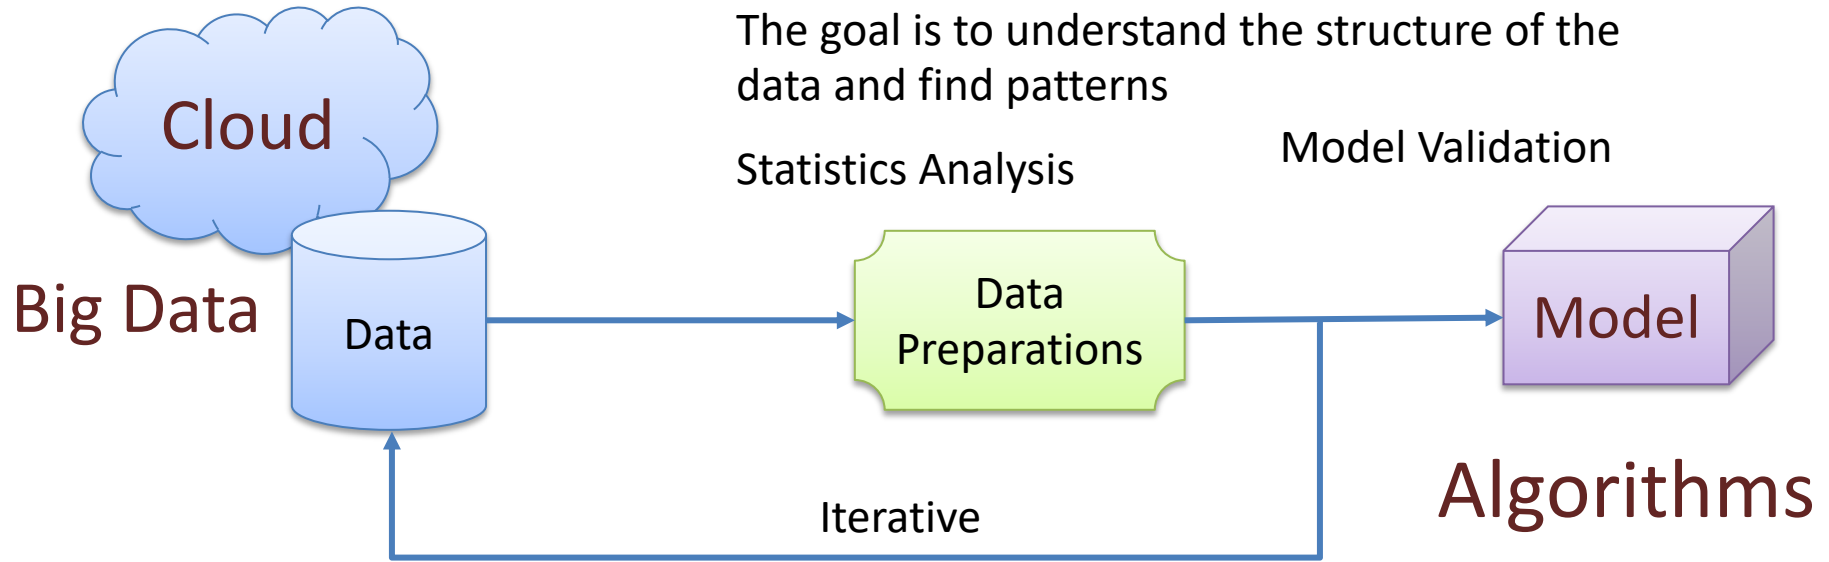 The goal is to understand the structure of the
data and find patterns
Cloud
Statistics Analysis
Model Validation
Big Data
Data
Data
Preparations
Model
Iterative
Algorithms